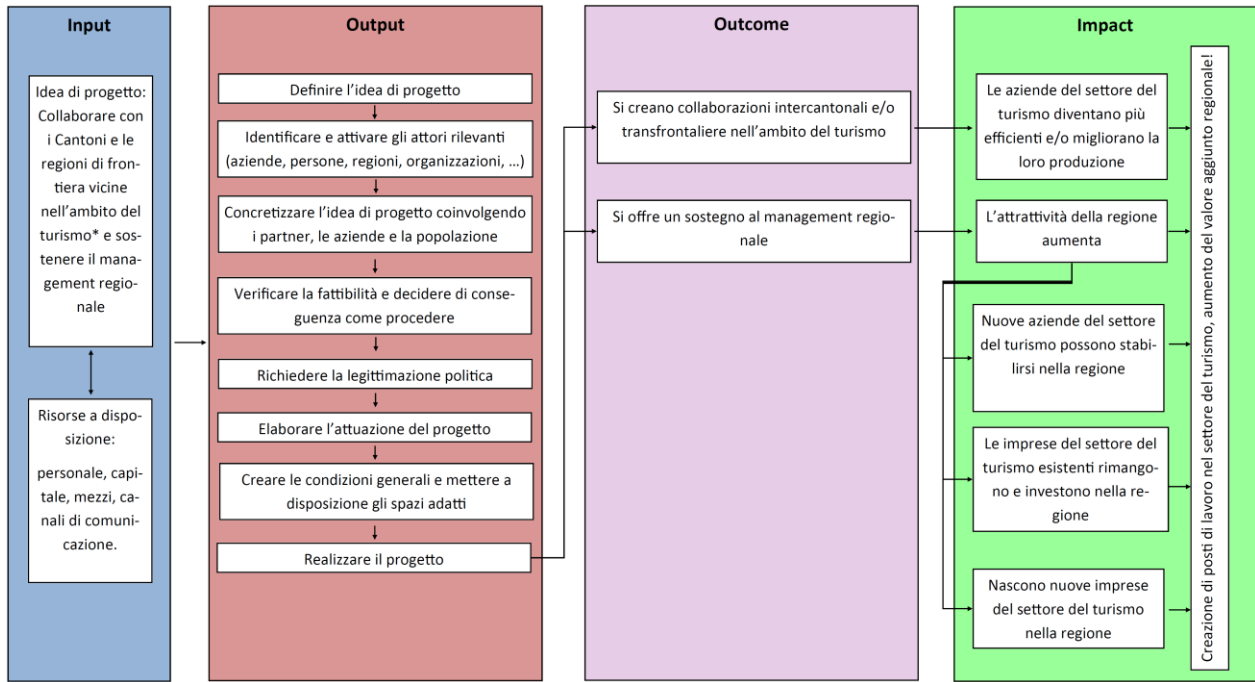 Input
Idea di progetto:
Collaborare con
i Cantoni e le
regioni di fron-
tiera vicine
nell'ambito del
turismo* e sos-
tenere il mana-
gement regio-
nale
Risorse a dispo-
sizione:
personale, capi-
tale, mezzi, ca-
nali di comuni-
cazione.
Output
Definire l'idea di progetto
Identificare e attivare gli attori rilevanti
(aziende, persone, regioni, organizzazioni, ...)
Concretizzare l'idea di progetto coinvolgendo
i partner, le aziende e la popolazione
Verificare la fattibilità e decidere di conse-
guenza come procedere
Richiedere la legittimazione politica
Elaborare l'attuazione del progetto
Creare le condizioni generali e mettere a
disposizione gli spazi adatti
Realizzare il progetto
Outcome
Si creano collaborazioni intercantonali e/o
transfrontaliere nell'ambito del turismo
Si offre un sostegno al management regio-
nale
Impact
Le aziende del settore del
turismo diventano più
efficienti e/o migliorano la
loro produzione
L'attrattività della regione
aumenta
Nuove aziende del settore
del turismo possono stabi-
lirsi nella regione
Le imprese del settore del
turismo esistenti rimango-
no e investono nella re-
gione
Nascono nuove imprese
del settore del turismo
nella regione
Creazione di posti di lavoro nel settore del turismo, aumento del valore aggiunto regionale!